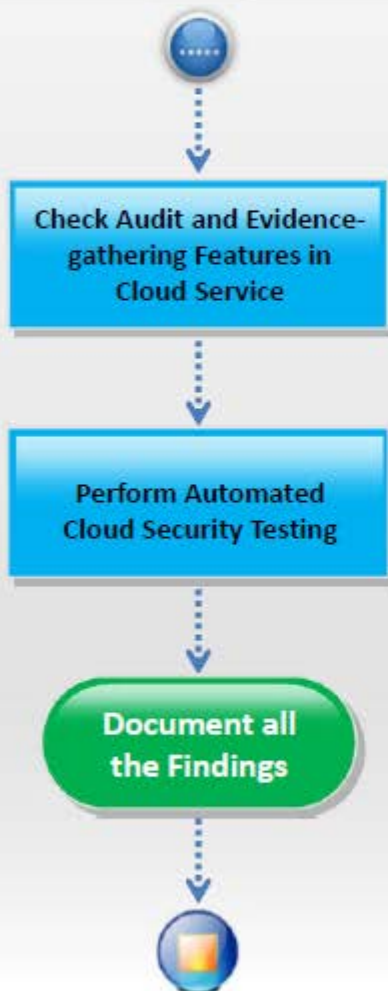 .....
Check Audit and Evidence-
gathering Features in
Cloud Service
Perform Automated
Cloud Security Testing
Document all
the Findings